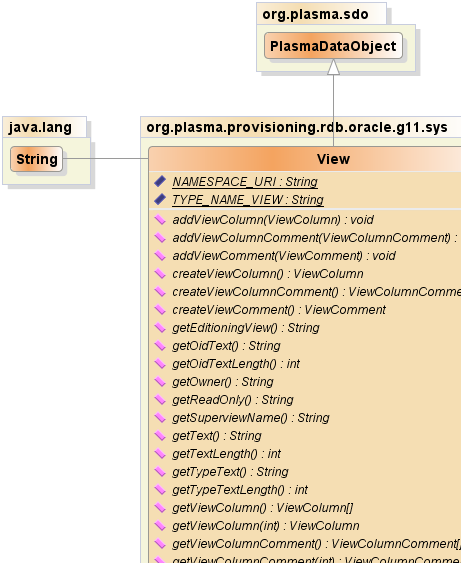 org.plasma.sdo
PlasmaDataObject
java.lang
String
org.plasma.provisioning.rdb.oracle.g11.sys
View
NAMESPACE_URI : String
TYPE_NAME_VIEW : String
addViewColumn(ViewColumn) : void
addViewColumnComment(ViewColumnComment) :
addViewComment(ViewComment) : void
createViewColumn() : ViewColumn
createViewColumnComment() : ViewColumnComme
createViewComment() : ViewComment
getEditioningView() : String
getOidText() : String
getOidTextLength() : int
getOwner() : String
getReadOnly() : String
getSuperviewName() : String
getText() : String
getTextLength() : int
getTypeText() : String
getTypeTextLength() : int
getViewColumn() : ViewColumn[]
getViewColumn(int) : ViewColumn
getViewColumnComment() : ViewColumnComment[]
getViewColumnComment(int) : ViewColumnComme